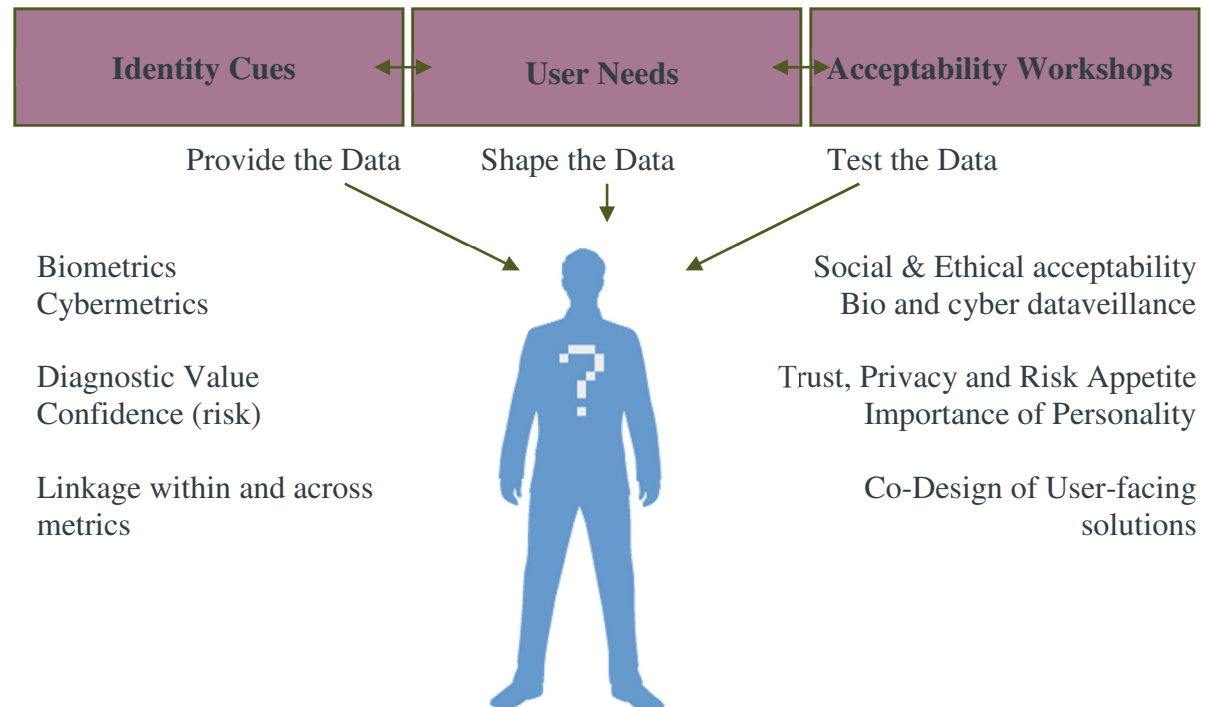 Identity Cues
User Needs
Acceptability Workshops
Provide the Data
Shape the Data
Test the Data
Biometrics
Cybermetrics
Diagnostic Value
Confidence (risk)
Linkage within and across
metrics
?
Social & Ethical acceptability
Bio and cyber dataveillance
Trust, Privacy and Risk Appetite
Importance of Personality
Co-Design of User-facing
solutions